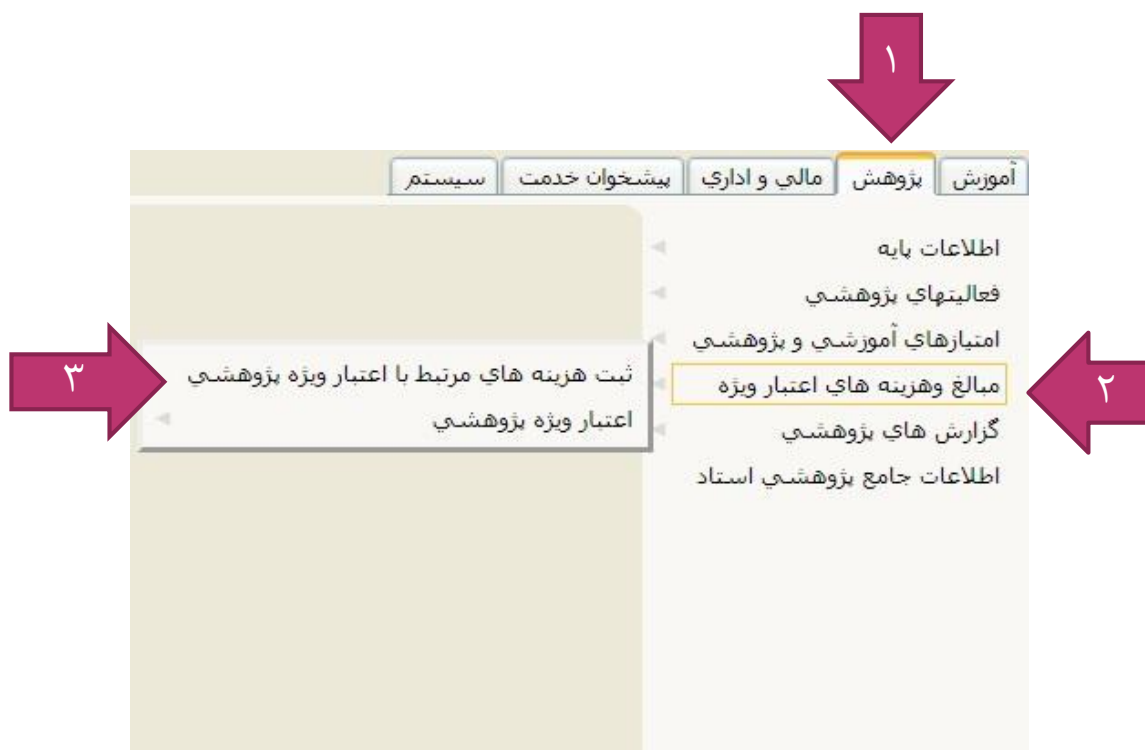 ۱
آموزش پژوهش مالي و اداري پيشخوان خدمت سيستم
اطلاعات پايه
فعاليتهاي پژوهشي
امتيازهاي آموزشي و پژوهشي
مبالغ وهزينه هاي اعتبار ويژه
۲
گزارش هاي پژوهشي
اطلاعات جامع پژوهشي استاد
ثبت هزينه هاي مرتبط با اعتبار ويژه پژوهشي
۳
اعتبار ويژه پژوهشي